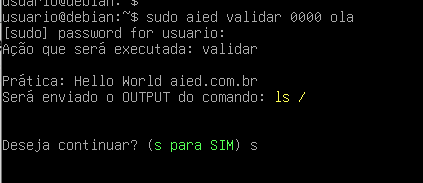 usuario@debian:~$
usuario@debian:~$ sudo aied validar 0000 ola
[sudo] password for usuario:
Ação que será executada: validar
Prática: Hello World aied.com.br
Será enviado o OUTPUT do comando: ls /
Deseja continuar? (s para SIM) s